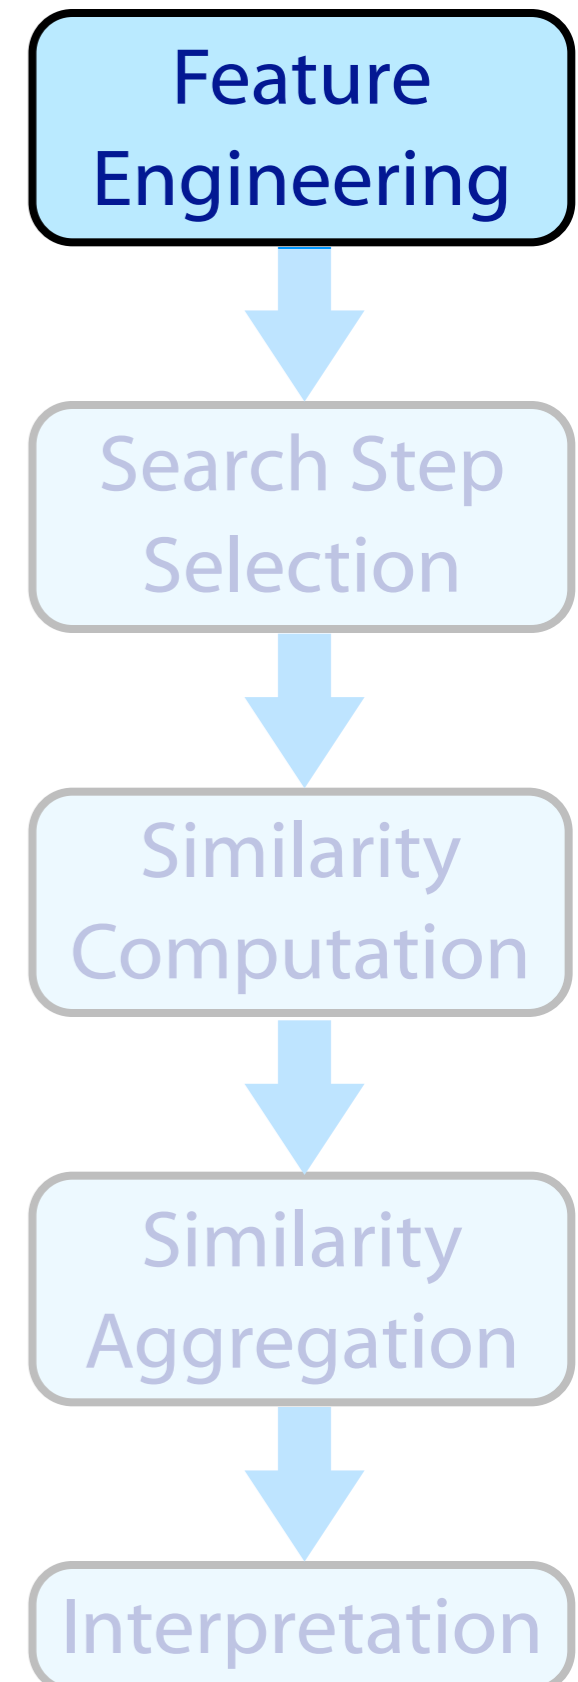 Feature
Engineering
Search Step
Selection
Similarity
Computation
Similarity
Aggregation
Interpretation